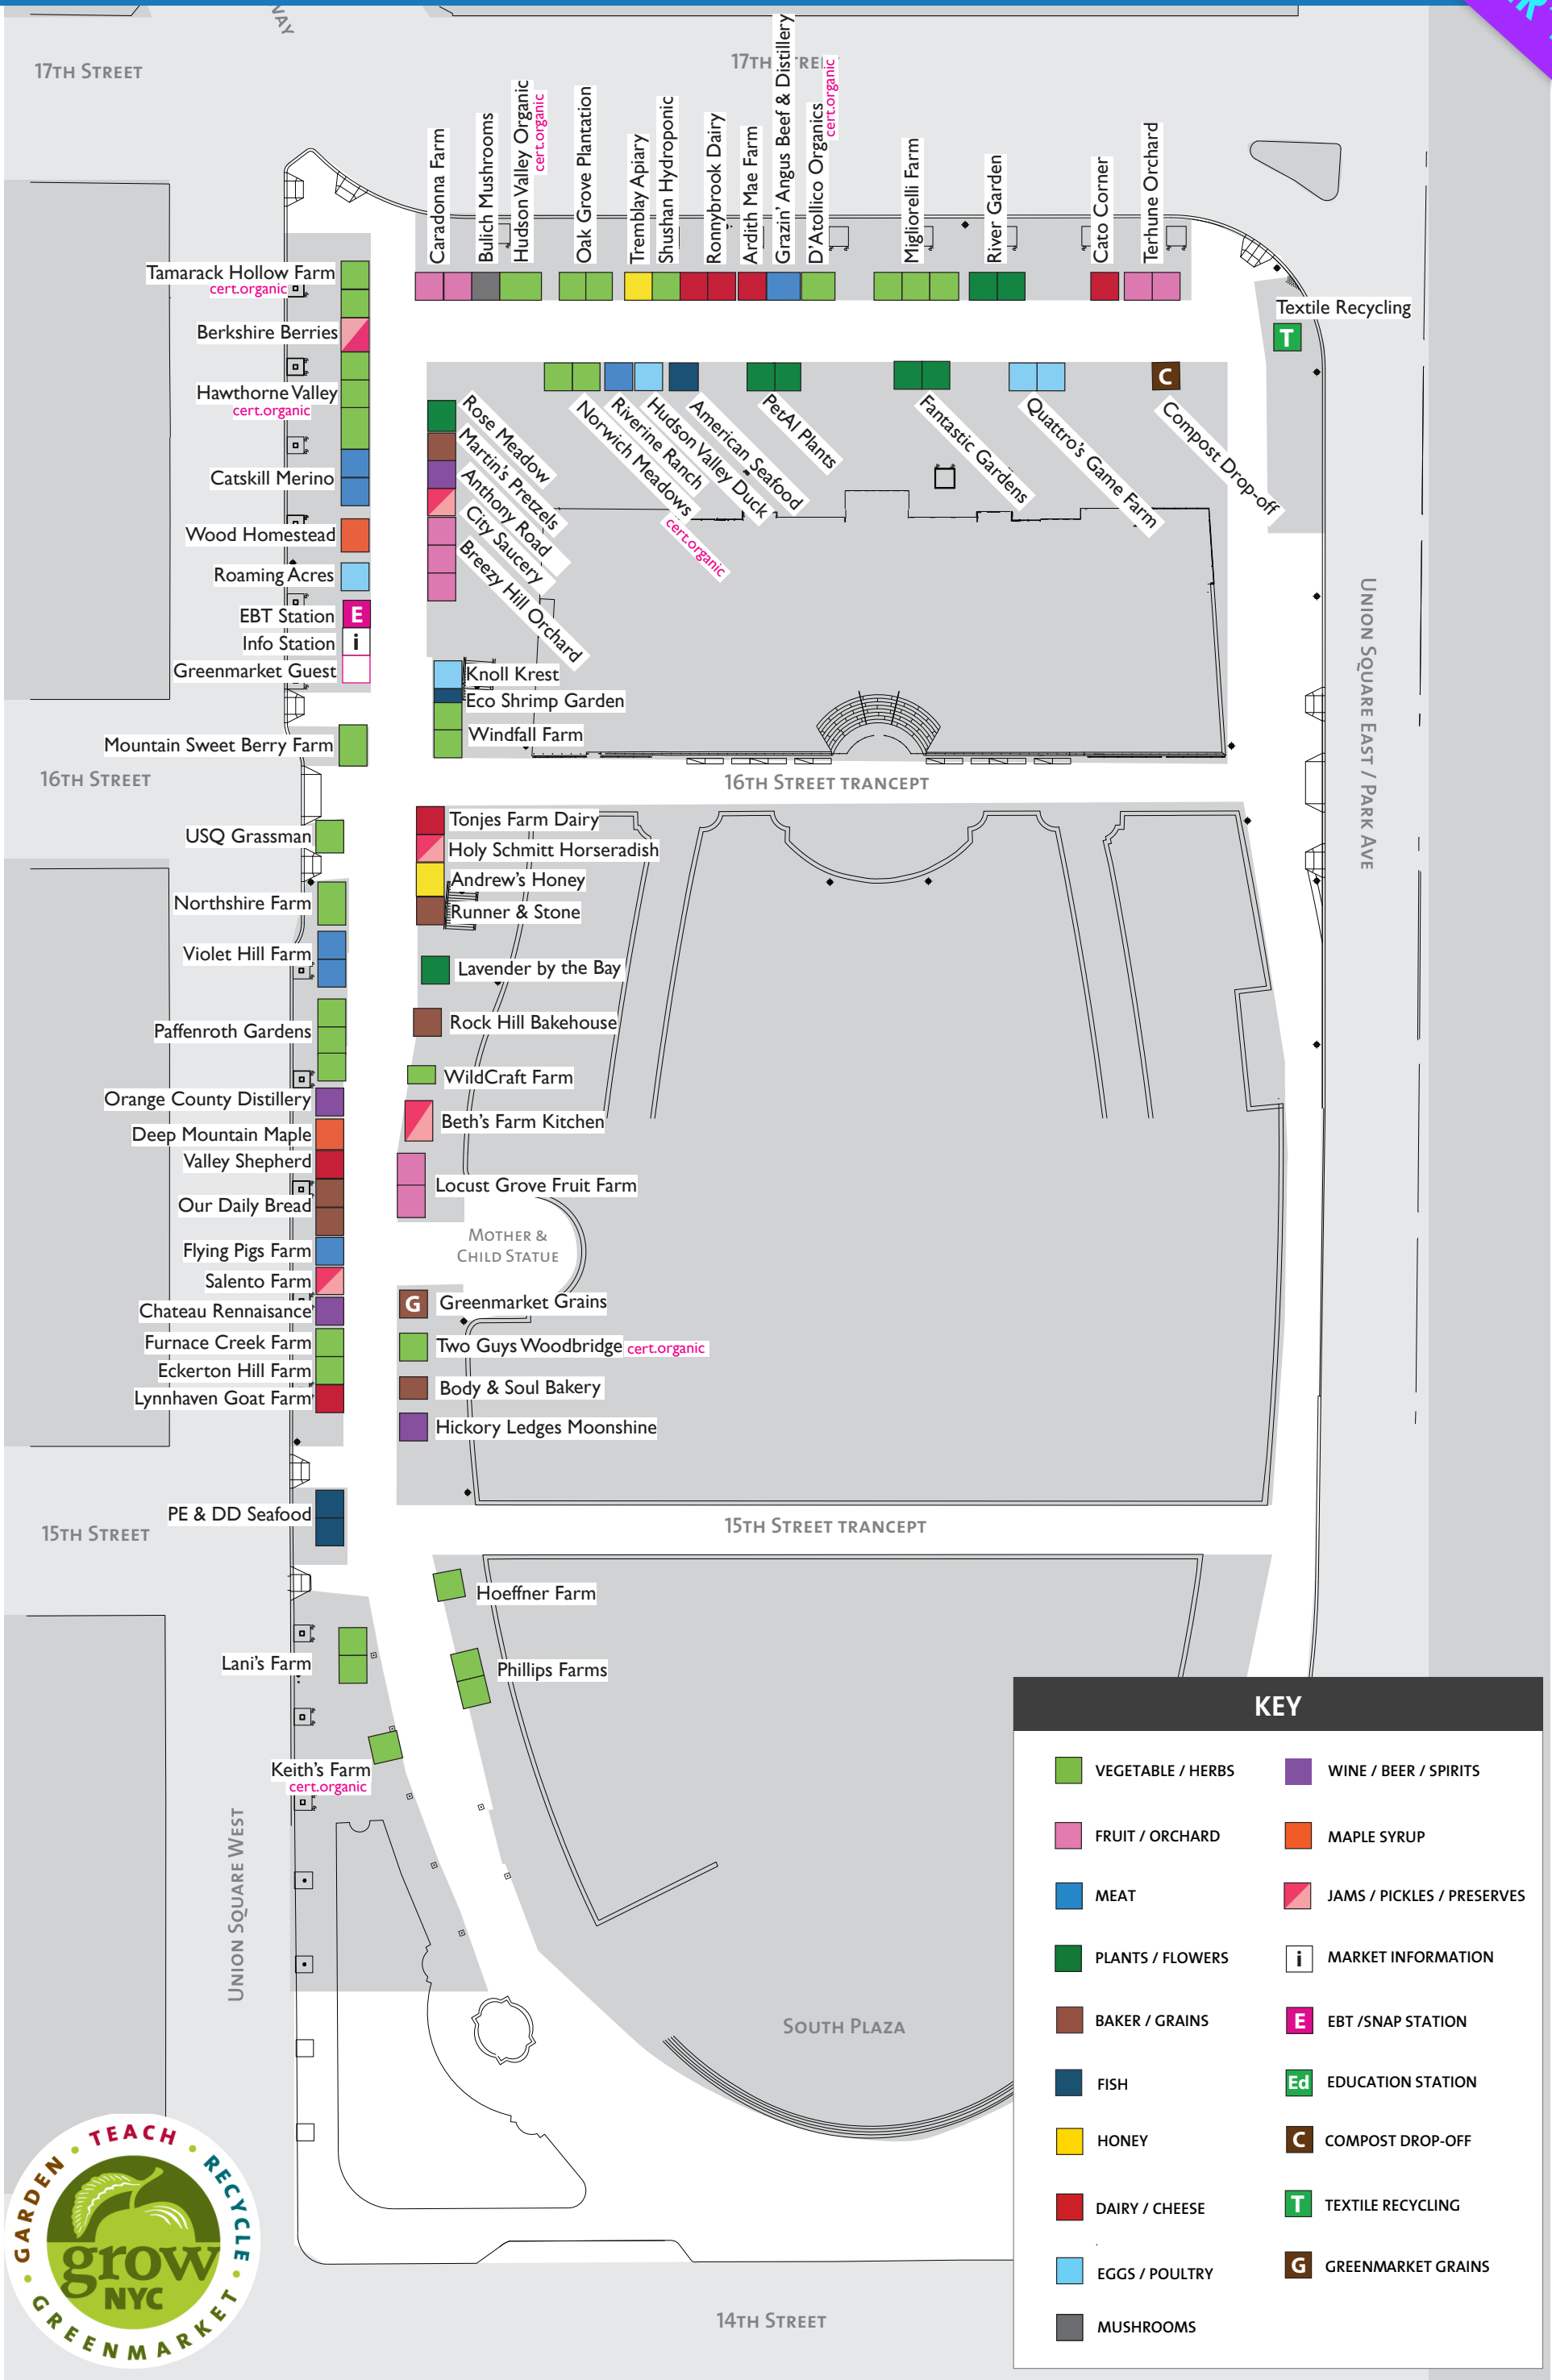 17TH STREET
17TH STREET
Caradonna Farm
Bulich Mushrooms
Hudson Valley Organic
cert.organic
Oak Grove Plantation
Tremblay Apiary
Shushan Hydroponic
Ronnybrook Dairy
Ardith Mae Farm
Grazin' Angus Beef & Distillery
D'Atollico Organics
cert.organic
Migliorelli Farm
River Garden
Cato Corner
Terhune Orchard
Textile Recycling
T
Tamarack Hollow Farm
cert.organic
Berkshire Berries
Hawthorne Valley
cert.organic
Catskill Merino
Wood Homestead
Roaming Acres
EBT Station
E
Info Station
i
Greenmarket Guest
Mountain Sweet Berry Farm
Norwich Meadows
cert.organic
Riverine Ranch
Hudson Valley Duck
American Seafood
PetAl Plants
Fantastic Gardens
Quattro's Game Farm
C
Compost Drop-off
Rose Meadow
Martin's Pretzels
Anthony Road
City Saucery
Breezy Hill Orchard
Knoll Krest
Eco Shrimp Garden
Windfall Farm
UNION SQUARE EAST / PARK AVE
16TH STREET
16TH STREET TRANCEPT
USQ Grassman
Northshire Farm
Violet Hill Farm
Paffenroth Gardens
Orange County Distillery
Deep Mountain Maple
Valley Shepherd
Our Daily Bread
Flying Pigs Farm
Salento Farm
Chateau Rennaisance
Furnace Creek Farm
Eckerton Hill Farm
Lynnhaven Goat Farm
PE & DD Seafood
Tonjes Farm Dairy
Holy Schmitt Horseradish
Andrew's Honey
Runner & Stone
Lavender by the Bay
Rock Hill Bakehouse
WildCraft Farm
Beth's Farm Kitchen
Locust Grove Fruit Farm
MOTHER &
CHILD STATUE
G
Greenmarket Grains
Two Guys Woodbridge cert.organic
Body & Soul Bakery
Hickory Ledges Moonshine
15TH STREET
15TH STREET TRANCEPT
Hoeffner Farm
Lani's Farm
Phillips Farms
Keith's Farm
cert.organic
UNION SQUARE WEST
SOUTH PLAZA
14TH STREET
KEY
VEGETABLE / HERBS
FRUIT / ORCHARD
MEAT
PLANTS / FLOWERS
BAKER / GRAINS
FISH
HONEY
DAIRY / CHEESE
EGGS / POULTRY
MUSHROOMS
WINE / BEER / SPIRITS
MAPLE SYRUP
JAMS / PICKLES / PRESERVES
i MARKET INFORMATION
E EBT /SNAP STATION
Ed EDUCATION STATION
C COMPOST DROP-OFF
T TEXTILE RECYCLING
G GREENMARKET GRAINS
GARDEN • TEACH • RECYCLE • GREENMARKET •
grow
NYC